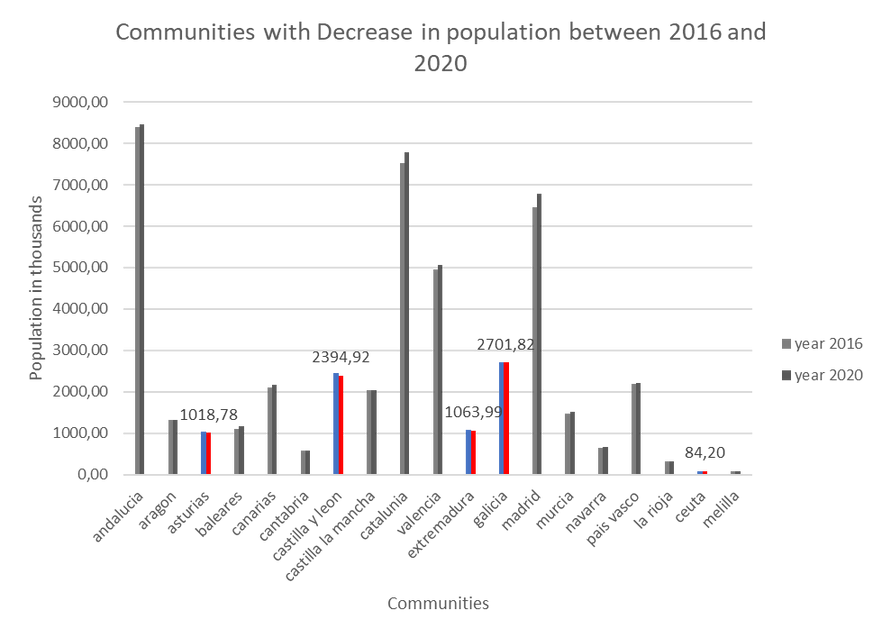 Communities with Decrease in population between 2016 and
2020
Population in thousands
9000,00
8000,00
7000,00
6000,00
5000,00
4000,00
3000,00
2000,00
1000,00
0,00
1018,78
2394,92
1063,99
2701,82
84,20
year 2016
year 2020
andalucia
aragon
asturias
baleares
canarias
cantabria
castilla y leon
castilla la mancha
catalunia
valencia
extremadura
galicia
madrid
murcia
navarra
pais vasco
la rioja
ceuta
melilla
Communities